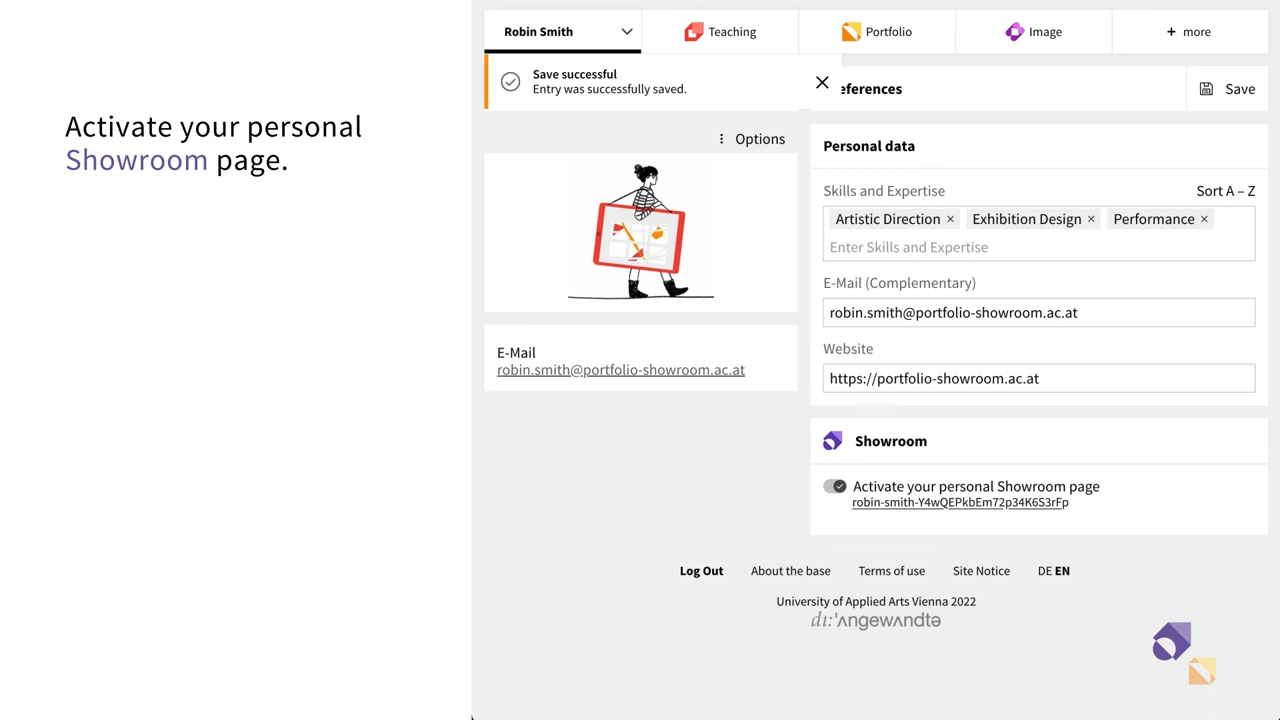 Activate your personal
Showroom page.
Robin Smith
Teaching
Portfolio
Image
+ more
Save successful
Entry was successfully saved.
eferences
Save
Options
E-Mail
robin.smith@portfolio-showroom.ac.at
Personal data
Skills and Expertise
Sort A – Z
Artistic Direction × Exhibition Design × Performance ×
Enter Skills and Expertise
E-Mail (Complementary)
robin.smith@portfolio-showroom.ac.at
Website
https://portfolio-showroom.ac.at
Showroom
Activate your personal Showroom page
robin-smith-Y4wQEPkbEm72p34K6S3rFp
Log Out About the base Terms of use Site Notice DE EN
University of Applied Arts Vienna 2022
dı:'ʌngewʌndtə